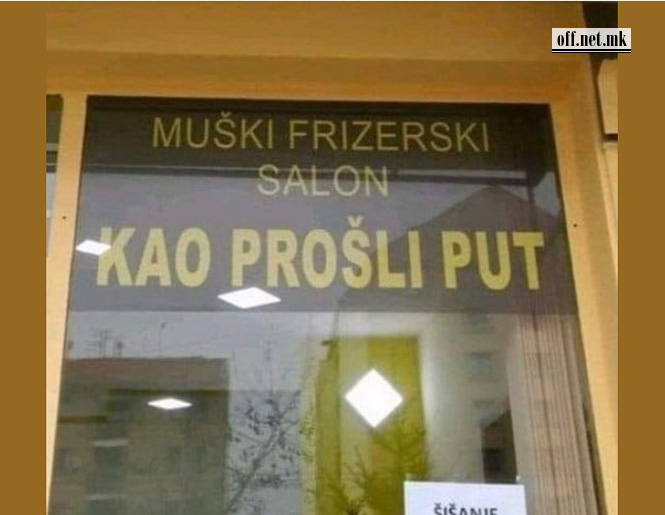 off.net.mk
MUŠKI FRIZERSKI
SALON
KAO PROŠLI PUT
ŠIŠANJE